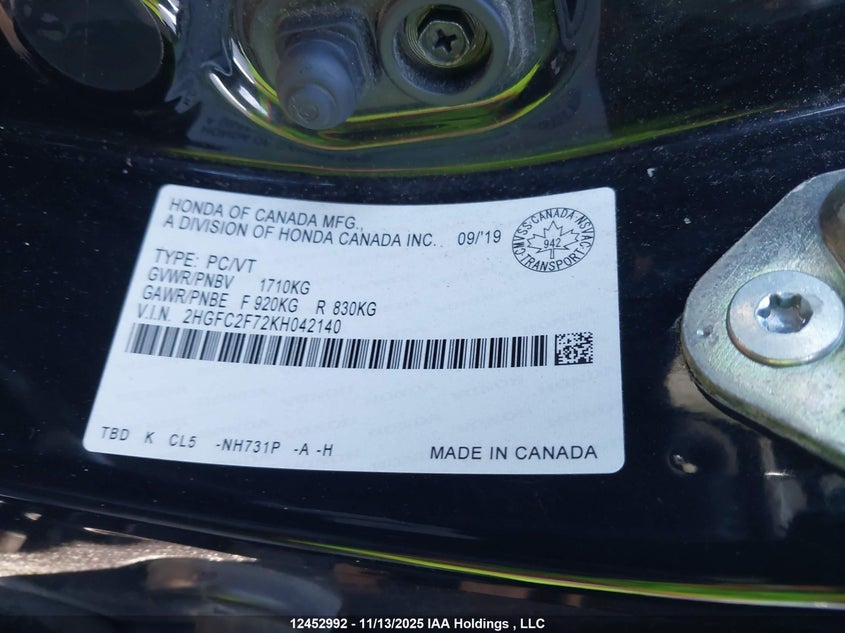 HONDA OF CANADA MFG.,
A DIVISION OF HONDA CANADA INC. 09/'19
CMVSS·CANADA·NSVAC
942
TRANSPORT
TYPE: PC/VT
GVWR/PNBV 1710KG
GAWR/PNBE F 920KG R 830KG
V.I.N. 2HGFC2F72KH042140
TBD K CL5 -NH731P -A -H
MADE IN CANADA
12452992 - 11/13/2025 IAA Holdings , LLC